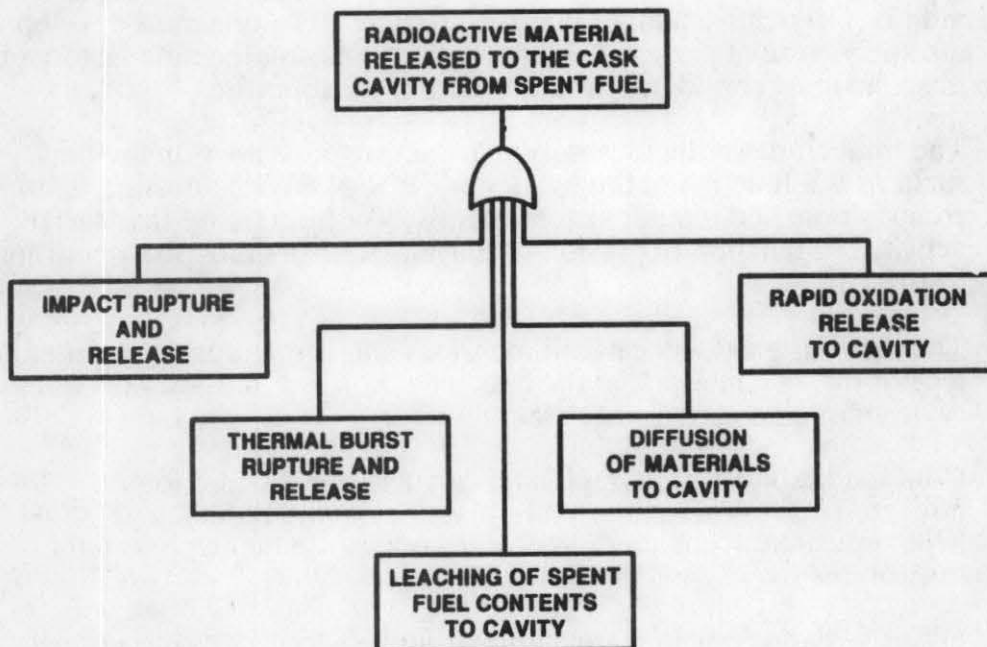 RADIOACTIVE MATERIAL
RELEASED TO THE CASK
CAVITY FROM SPENT FUEL
IMPACT RUPTURE
AND
RELEASE
RAPID OXIDATION
RELEASE
TO CAVITY
THERMAL BURST
RUPTURE AND
RELEASE
DIFFUSION
OF MATERIALS
TO CAVITY
LEACHING OF SPENT
FUEL CONTENTS
TO CAVITY